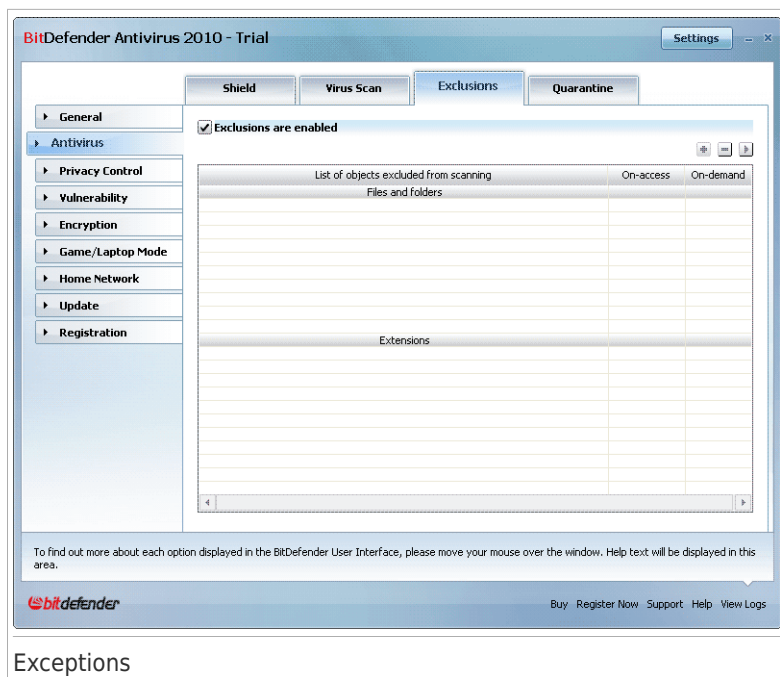 BitDefender Antivirus 2010 - Trial
Settings
Shield Virus Scan Exclusions Quarantine
General
Antivirus
Privacy Control
Vulnerability
Encryption
Game/Laptop Mode
Home Network
Update
Registration
Exclusions are enabled
List of objects excluded from scanning On-access On-demand
Files and folders
Extensions
To find out more about each option displayed in the BitDefender User Interface, please move your mouse over the window. Help text will be displayed in this
area.
bitdefender
Buy Register Now Support Help View Logs
Exceptions